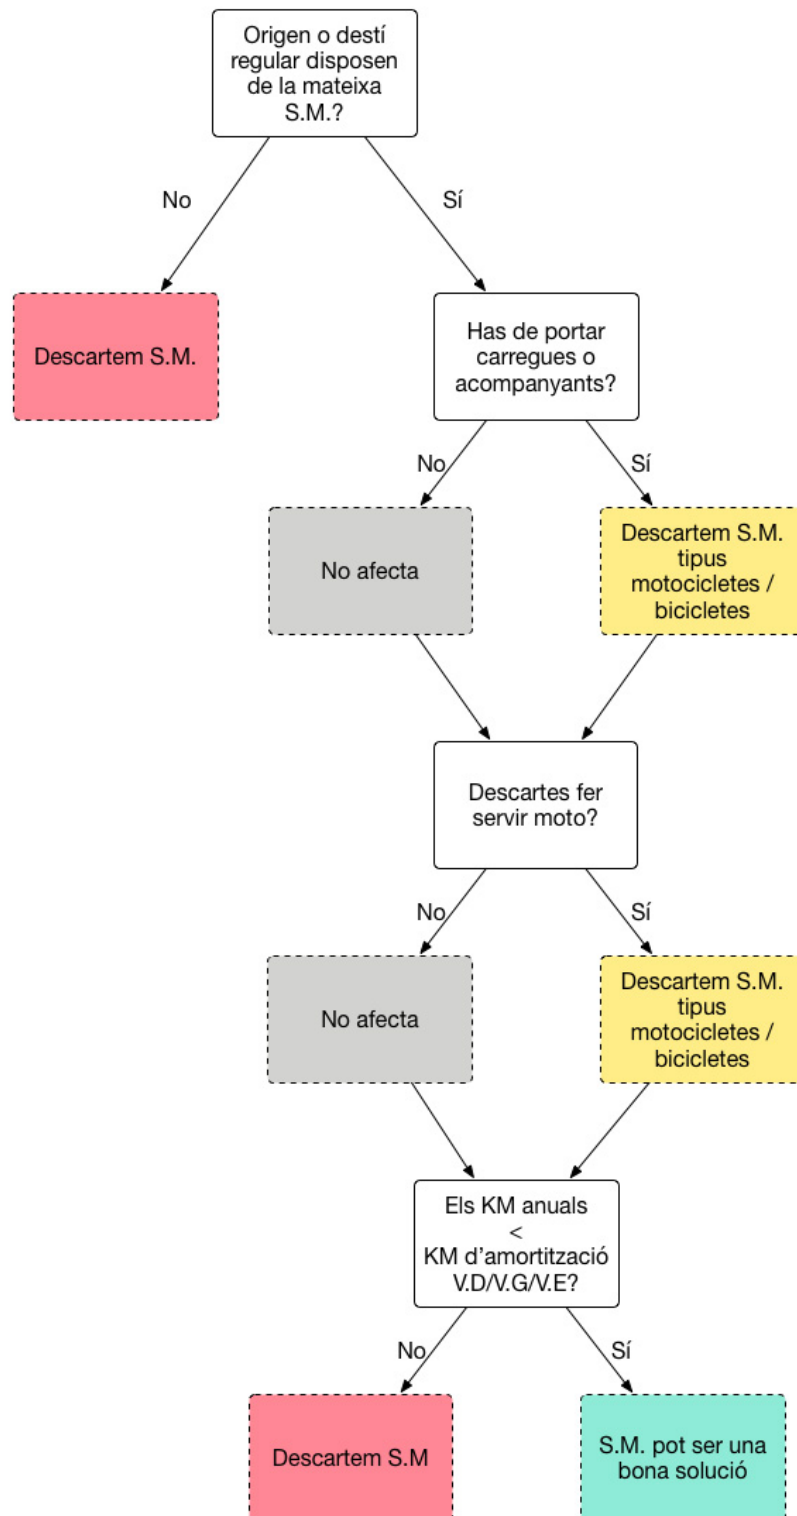 Origen o destí
regular disposen
de la mateixa
S.M.?
No
Sí
Descartem S.M.
Has de portar
carregues o
acompanyants?
No
Sí
No afecta
Descartem S.M.
tipus
motocicletes /
bicicletes
Descartes fer
servir moto?
No
Sí
No afecta
Descartem S.M.
tipus
motocicletes /
bicicletes
Els KM anuals
<
KM d'amortització
V.D/V.G/V.E?
No
Sí
Descartem S.M
S.M. pot ser una
bona solució